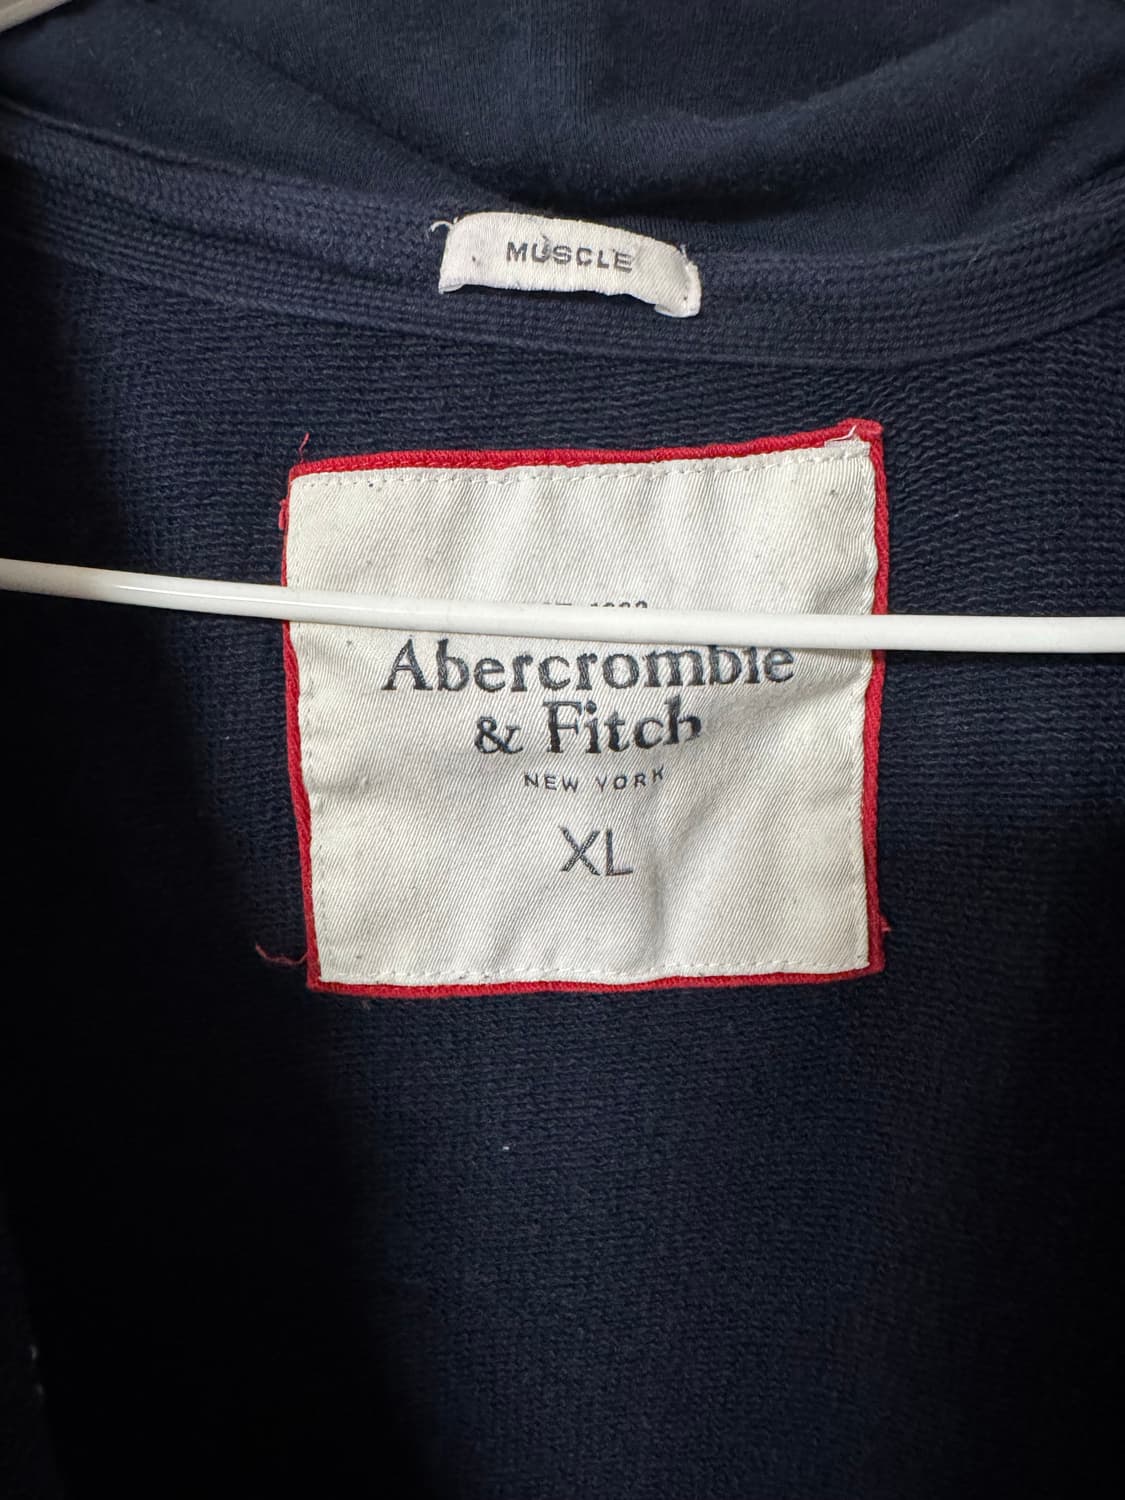 MUSCLE
Abercrombie
& Fitch
NEW YORK
XL